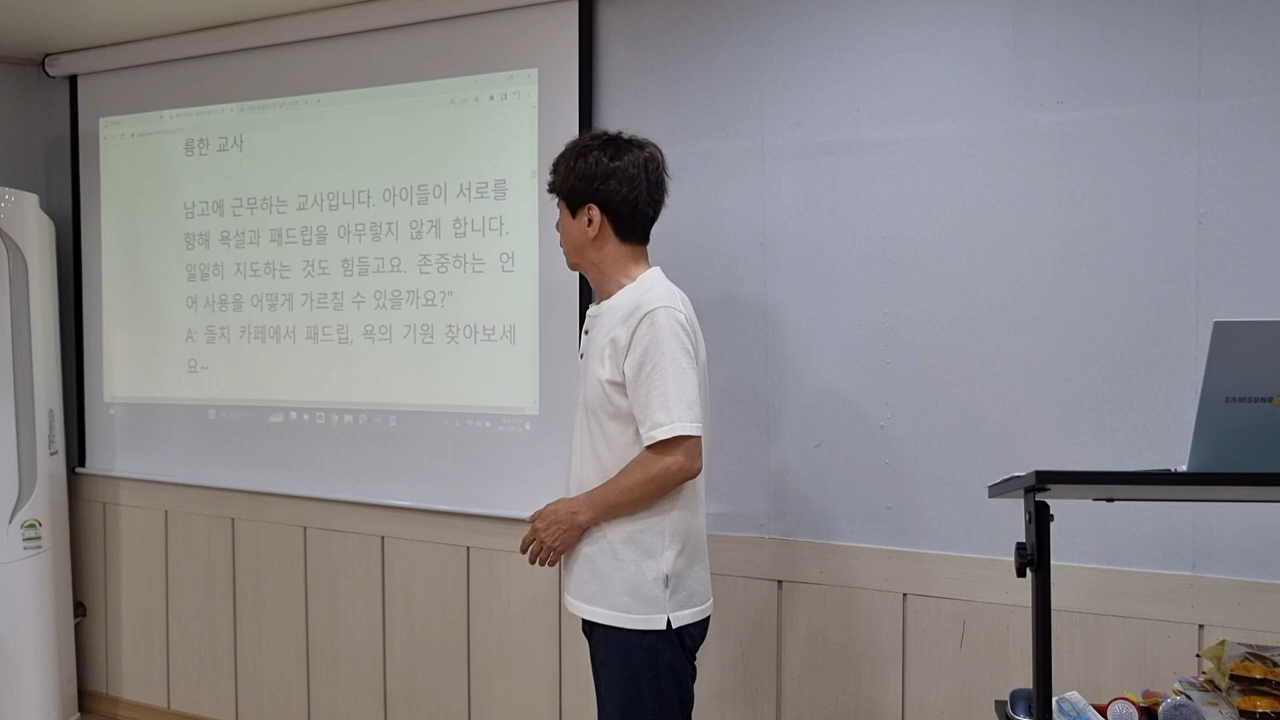 륭한 교사
남고에 근무하는 교사입니다. 아이들이 서로를
향해 욕설과 패드립을 아무렇지 않게 합니다.
일일히 지도하는 것도 힘들고요. 존중하는 언
어 사용을 어떻게 가르칠 수 있을까요?"
A: 돌치 카페에서 패드립, 욕의 기원 찾아보세
요~
SAMSUNG